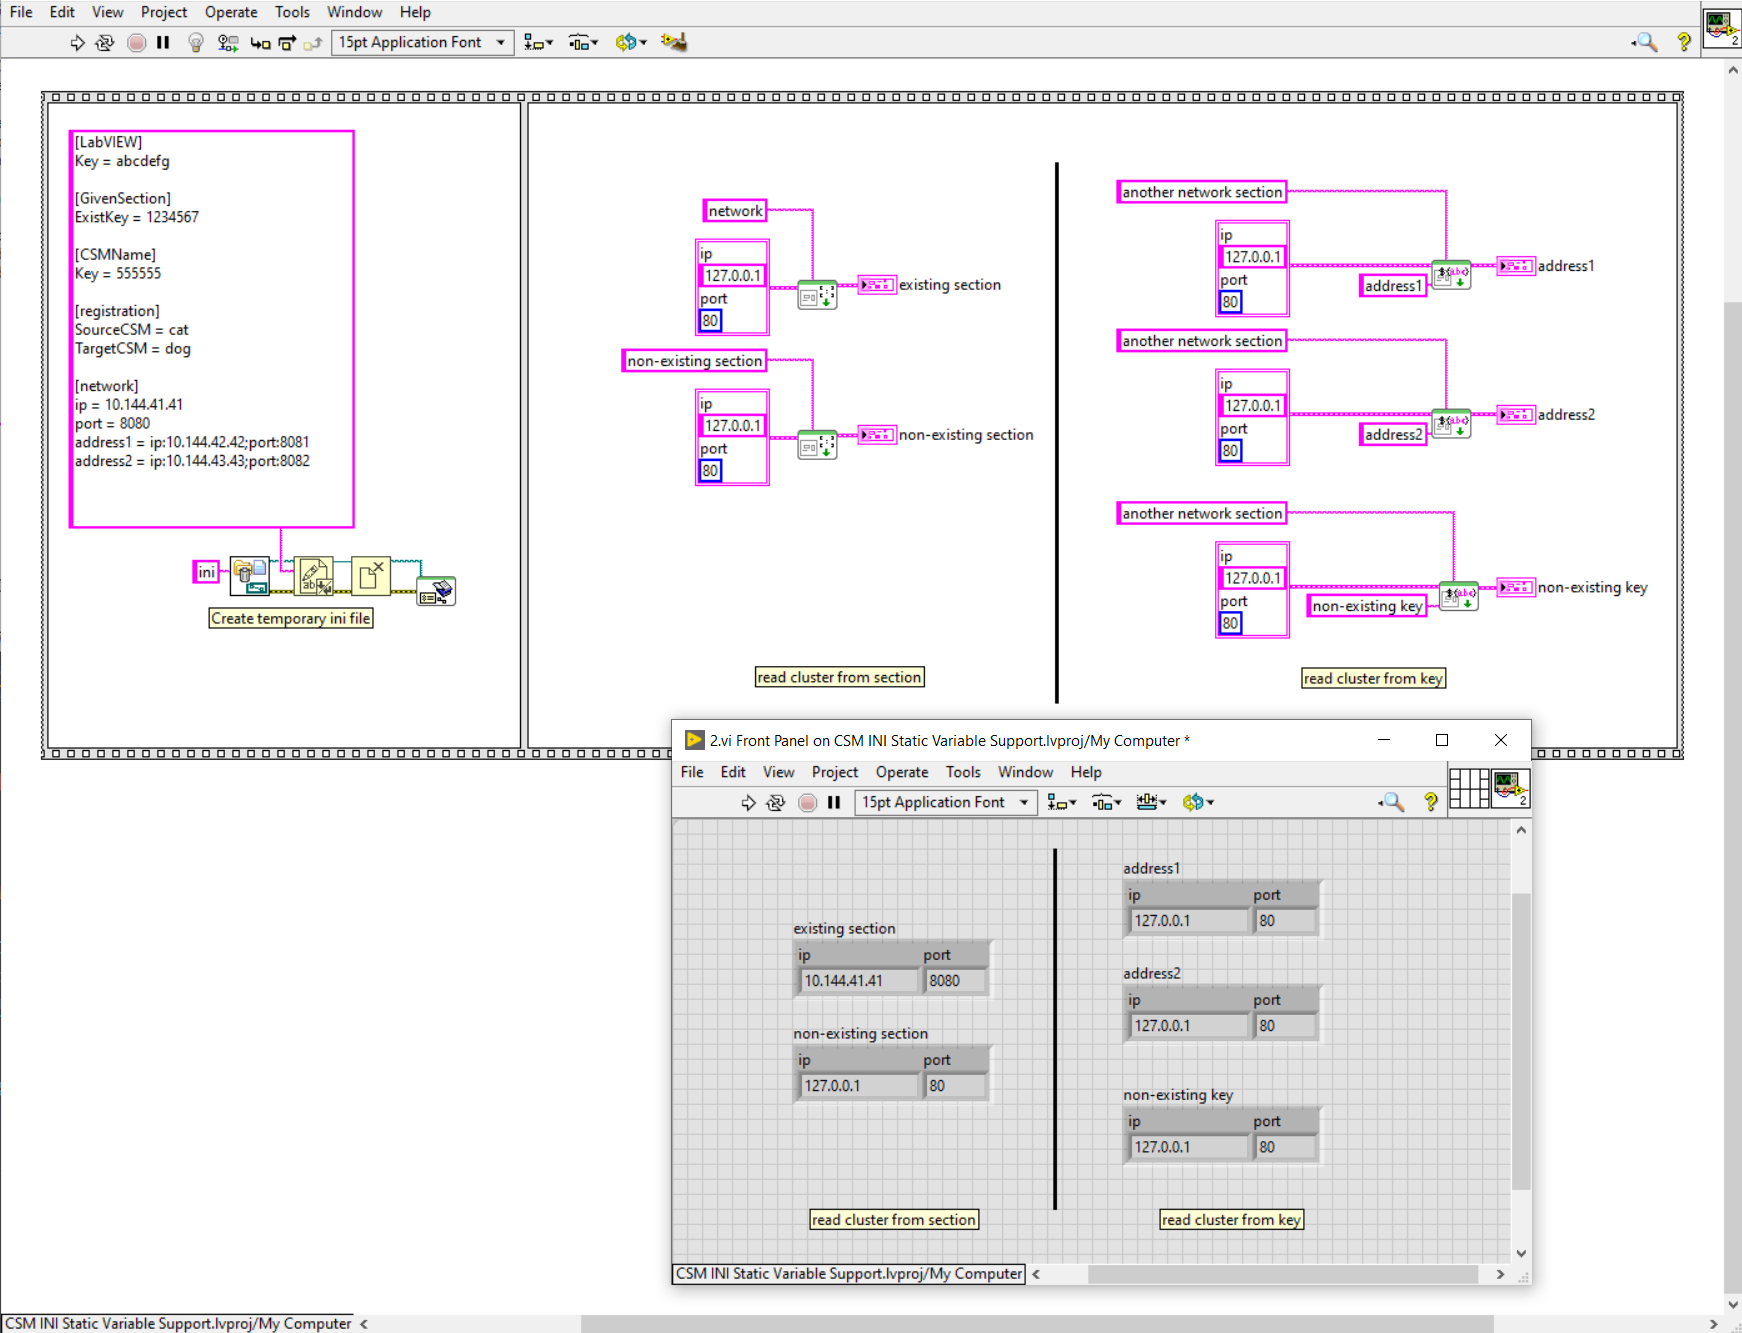 File Edit View Project Operate Tools Window Help
15pt Application Font
2
[LabVIEW]
Key = abcdefg
[GivenSection]
ExistKey = 1234567
[CSMName]
Key = 555555
[registration]
SourceCSM = cat
TargetCSM = dog
[network]
ip = 10.144.41.41
port = 8080
address1 = ip:10.144.42.42;port:8081
address2 = ip:10.144.43.43;port:8082
ini
Create temporary ini file
network
ip
127.0.0.1
port
80
existing section
non-existing section
ip
127.0.0.1
port
80
non-existing section
read cluster from section
another network section
ip
127.0.0.1
port
80
address1
address1
another network section
ip
127.0.0.1
port
80
address2
address2
another network section
ip
127.0.0.1
port
80
non-existing key
non-existing key
read cluster from key
2.vi Front Panel on CSM INI Static Variable Support.lvproj/My Computer *
File Edit View Project Operate Tools Window Help
15pt Application Font
2
existing section
ip port
10.144.41.41 8080
non-existing section
ip port
127.0.0.1 80
read cluster from section
address1
ip port
127.0.0.1 80
address2
ip port
127.0.0.1 80
non-existing key
ip port
127.0.0.1 80
read cluster from key
CSM INI Static Variable Support.lvproj/My Computer
CSM INI Static Variable Support.lvproj/My Computer